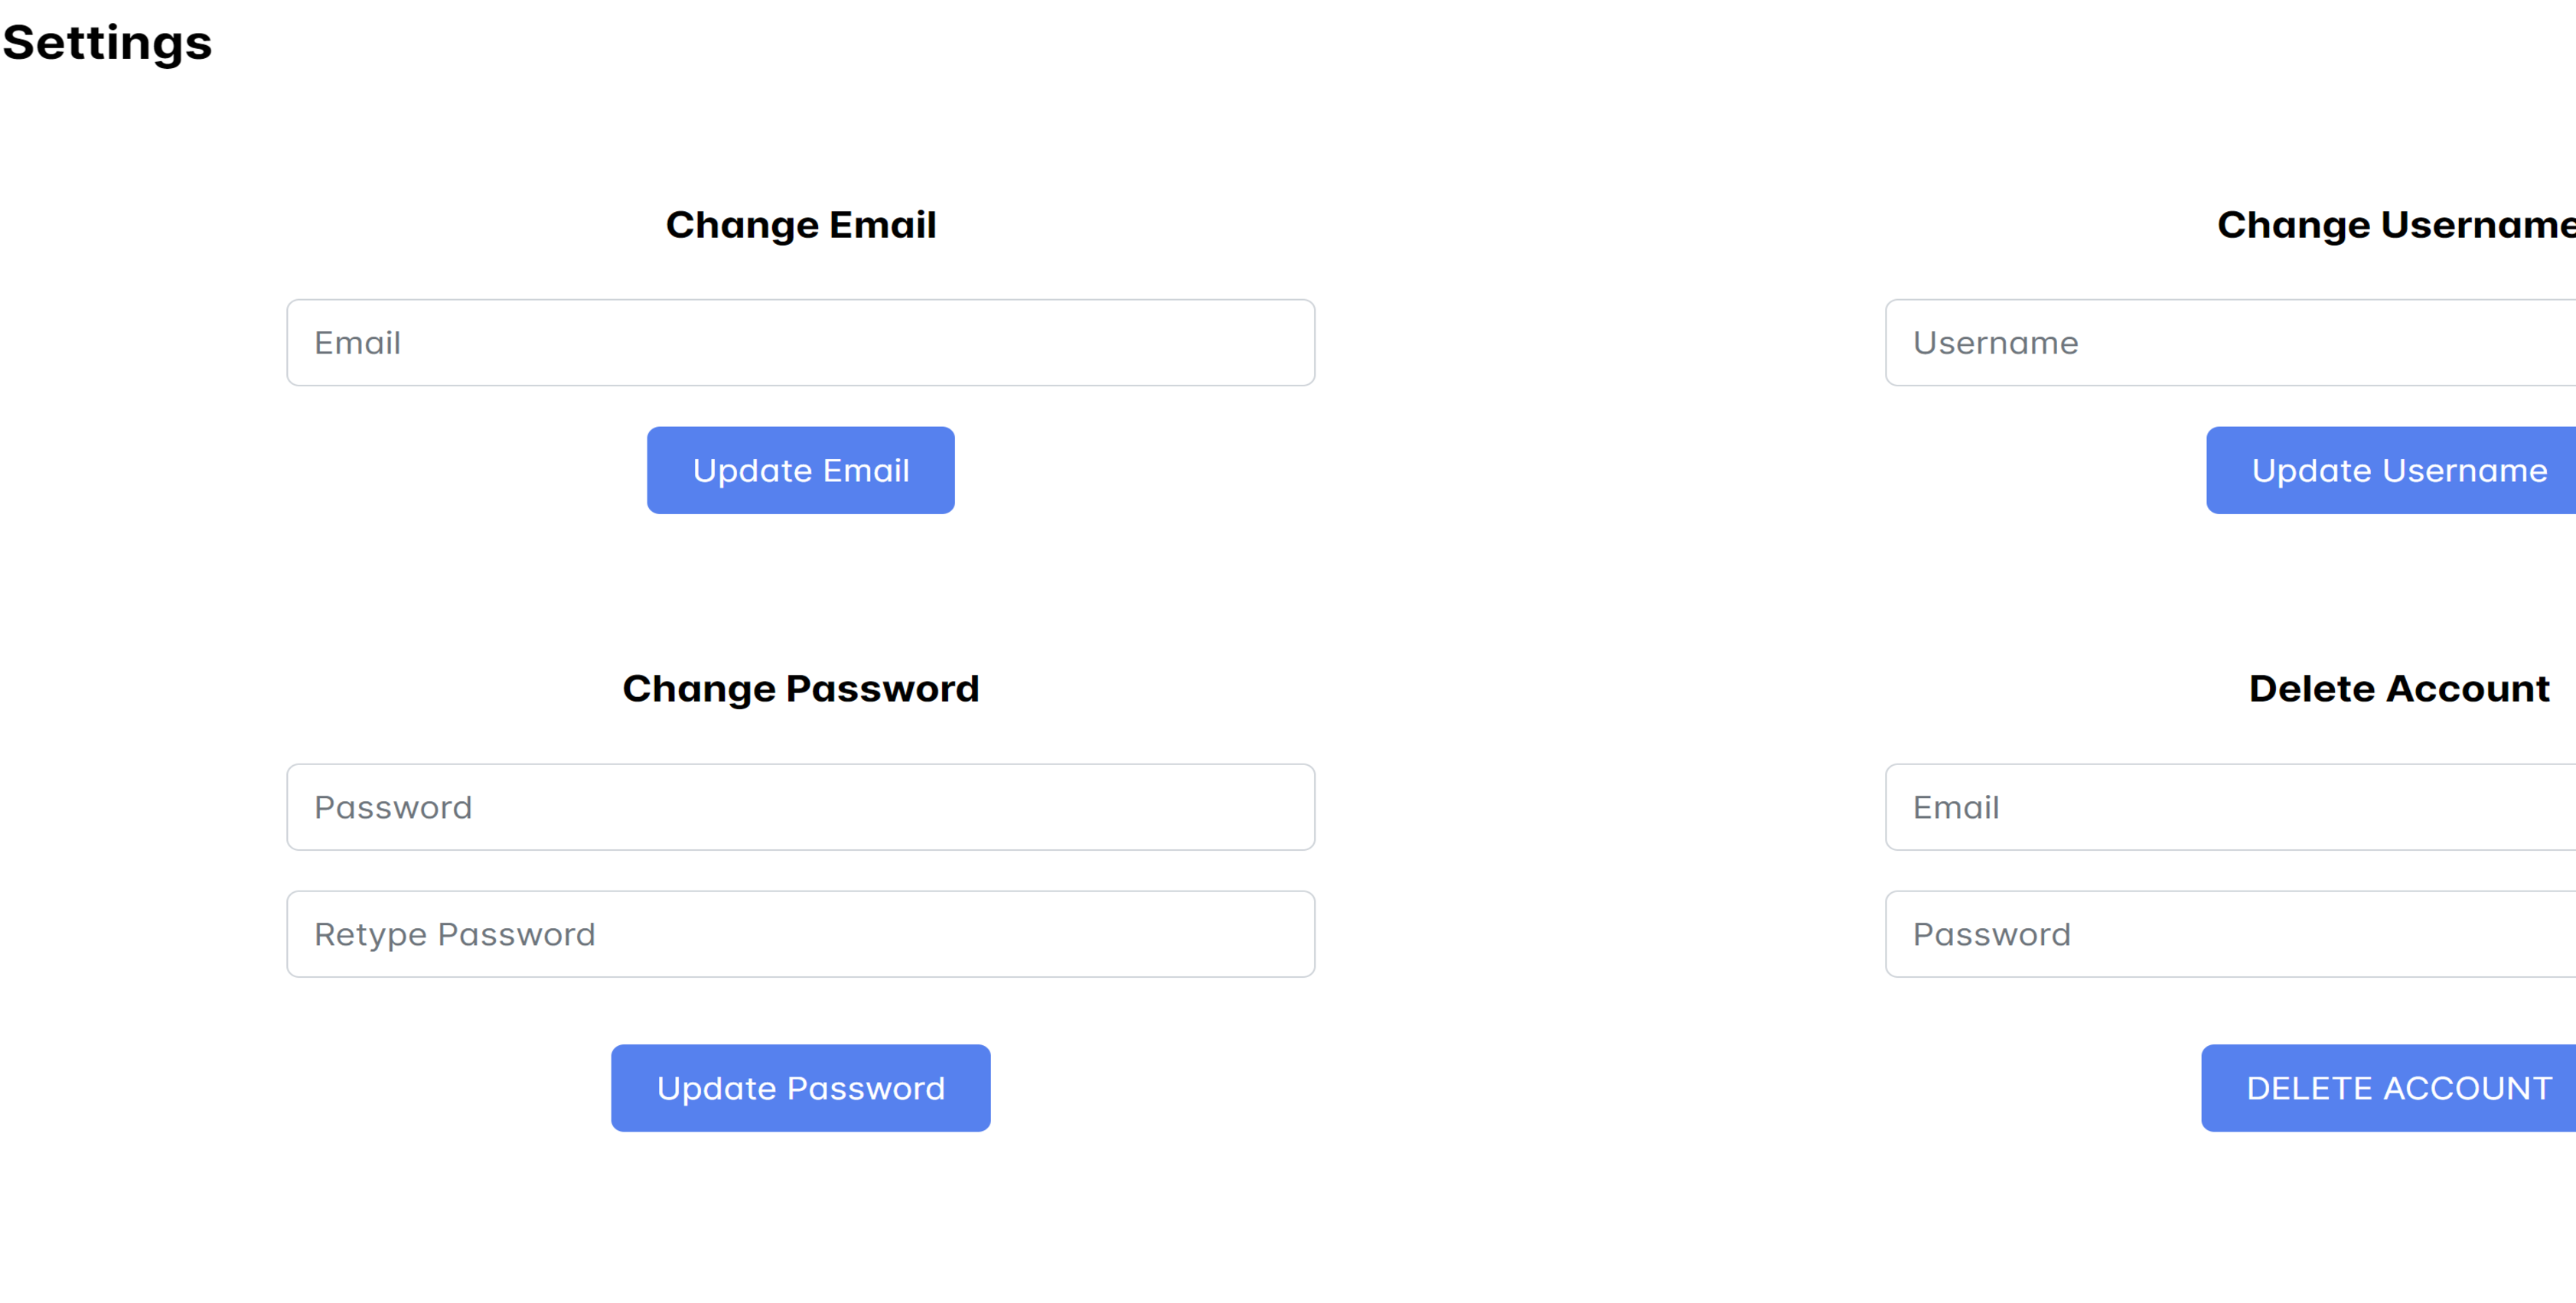 Settings
Change Email
Email
Update Email
Change Username
Username
Update Username
Change Password
Password
Retype Password
Update Password
Delete Account
Email
Password
DELETE ACCOUNT